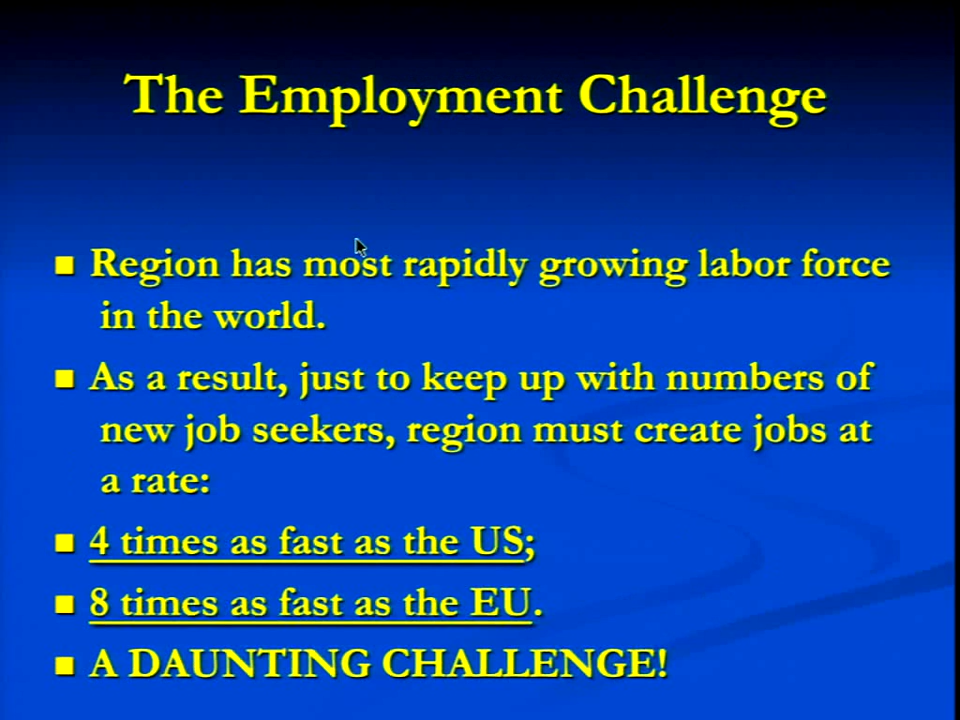 The Employment Challenge
■ Region has most rapidly growing labor force
in the world.
■ As a result, just to keep up with numbers of
new job seekers, region must create jobs at
a rate:
■ 4 times as fast as the US;
■ 8 times as fast as the EU.
■ A DAUNTING CHALLENGE!